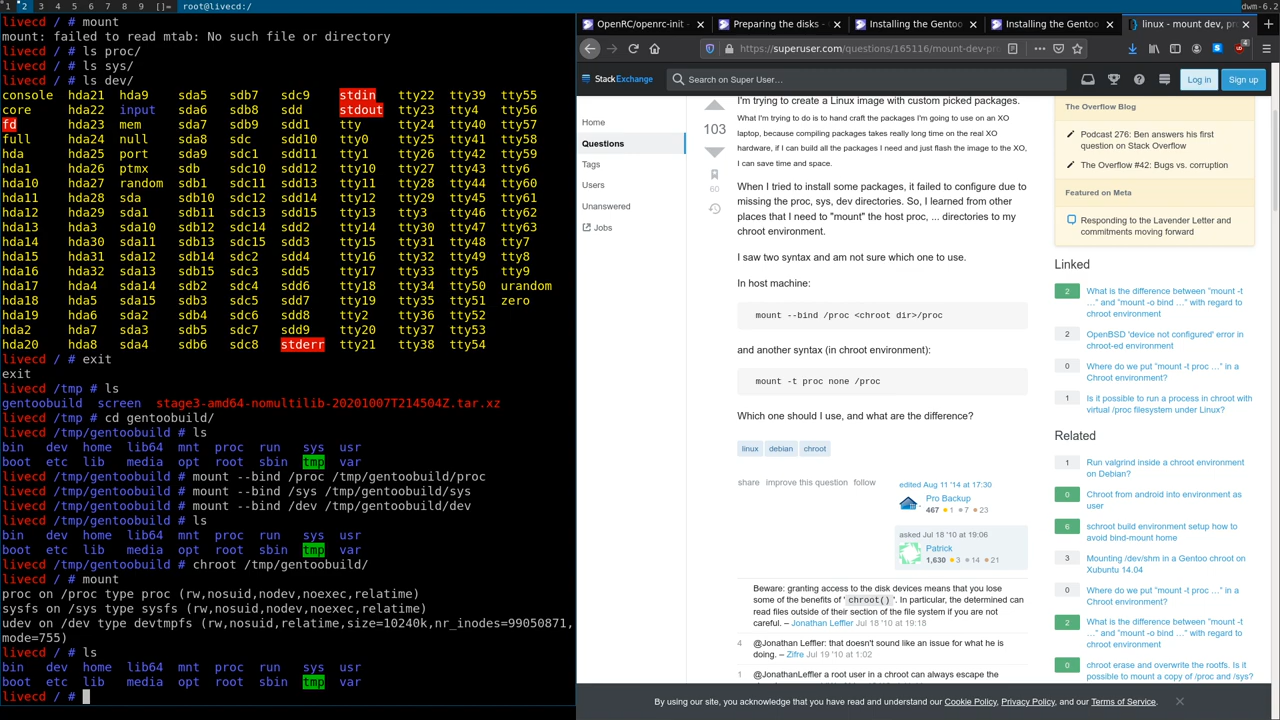 1 2 3 4 5 6 7 8 9 []= root@livecd:/ dwm-6.2
livecd / # mount
mount: failed to read mtab: No such file or directory
livecd / # ls proc/
livecd / # ls sys/
livecd / # ls dev/
console hda21 hda9 sda5 sdb7 sdc9 stdin tty22 tty39 tty55
core hda22 input sda6 sdb8 sdd stdout tty23 tty4 tty56
fd hda23 mem sda7 sdb9 sdd1 tty tty24 tty40 tty57
full hda24 null sda8 sdc sdd10 tty0 tty25 tty41 tty58
hda hda25 port sda9 sdc1 sdd11 tty1 tty26 tty42 tty59
hda1 hda26 ptmx sdb sdc10 sdd12 tty10 tty27 tty43 tty6
hda10 hda27 random sdb1 sdc11 sdd13 tty11 tty28 tty44 tty60
hda11 hda28 sda sdb10 sdc12 sdd14 tty12 tty29 tty45 tty61
hda12 hda29 sda1 sdb11 sdc13 sdd15 tty13 tty3 tty46 tty62
hda13 hda3 sda10 sdb12 sdc14 sdd2 tty14 tty30 tty47 tty63
hda14 hda30 sda11 sdb13 sdc15 sdd3 tty15 tty31 tty48 tty7
hda15 hda31 sda12 sdb14 sdc2 sdd4 tty16 tty32 tty49 tty8
hda16 hda32 sda13 sdb15 sdc3 sdd5 tty17 tty33 tty5 tty9
hda17 hda4 sda14 sdb2 sdc4 sdd6 tty18 tty34 tty50 urandom
hda18 hda5 sda15 sdb3 sdc5 sdd7 tty19 tty35 tty51 zero
hda19 hda6 sda2 sdb4 sdc6 sdd8 tty2 tty36 tty52
hda2 hda7 sda3 sdb5 sdc7 sdd9 tty20 tty37 tty53
hda20 hda8 sda4 sdb6 sdc8 stderr tty21 tty38 tty54
livecd / # exit
exit
livecd /tmp # ls
gentoobuild screen stage3-amd64-nomultilib-20201007T214504Z.tar.xz
livecd /tmp # cd gentoobuild/
livecd /tmp/gentoobuild # ls
bin dev home lib64 mnt proc run sys usr
boot etc lib media opt root sbin tmp var
livecd /tmp/gentoobuild # mount --bind /proc /tmp/gentoobuild/proc
livecd /tmp/gentoobuild # mount --bind /sys /tmp/gentoobuild/sys
livecd /tmp/gentoobuild # mount --bind /dev /tmp/gentoobuild/dev
livecd /tmp/gentoobuild # ls
bin dev home lib64 mnt proc run sys usr
boot etc lib media opt root sbin tmp var
livecd /tmp/gentoobuild # chroot /tmp/gentoobuild/
livecd / # mount
proc on /proc type proc (rw,nosuid,nodev,noexec,relatime)
sysfs on /sys type sysfs (rw,nosuid,nodev,noexec,relatime)
udev on /dev type devtmpfs (rw,nosuid,relatime,size=10240k,nr_inodes=99050871,
mode=755)
livecd / # ls
bin dev home lib64 mnt proc run sys usr
boot etc lib media opt root sbin tmp var
livecd / #
OpenRC/openrc-init - Preparing the disks - Installing the Gentoo Installing the Gentoo linux - mount dev, pr
https://superuser.com/questions/165116/mount-dev-pro
StackExchange Search on Super User... Log in Sign up
Home
Questions
Tags
Users
Unanswered
Jobs
103
60
I'm trying to create a Linux image with custom picked packages.
What I'm trying to do is to hand craft the packages I'm going to use on an XO
laptop, because compiling packages takes really long time on the real XO
hardware, if I can build all the packages I need and just flash the image to the XO,
I can save time and space.
When I tried to install some packages, it failed to configure due to
missing the proc, sys, dev directories. So, I learned from other
places that I need to "mount" the host proc, ... directories to my
chroot environment.
I saw two syntax and am not sure which one to use.
In host machine:
mount --bind /proc <chroot dir>/proc
and another syntax (in chroot environment):
mount -t proc none /proc
Which one should I use, and what are the difference?
linux debian chroot
share improve this question follow
edited Aug 11 '14 at 17:30
Pro Backup
467 1 7 23
asked Jul 18 '10 at 19:06
Patrick
1,630 3 14 21
Beware: granting access to the disk devices means that you lose
some of the benefits of 'chroot()'. In particular, the determined can
read files outside of their section of the file system if you are not
careful. – Jonathan Leffler Jul 18 '10 at 19:18
4 @Jonathan Leffler: that doesn't sound like an issue for what he is
doing. – Zifre Jul 19 '10 at 1:02
1 @JonathanLeffler a root user in a chroot can always escape the
The Overflow Blog
Podcast 276: Ben answers his first
question on Stack Overflow
The Overflow #42: Bugs vs. corruption
Featured on Meta
Responding to the Lavender Letter and
commitments moving forward
Linked
2 What is the difference between "mount -t
…" and "mount -o bind …" with regard to
chroot environment?
2 OpenBSD 'device not configured' error in
chroot-ed environment?
0 Where do we put "mount -t proc …" in a
Chroot environment?
1 Is it possible to run a process in chroot with
virtual /proc filesystem under Linux?
Related
1 Run valgrind inside a chroot environment
on Debian?
0 Chroot from android into environment as
user
6 schroot build environment setup how to
avoid bind-mount home
3 Mounting /dev/shm in a Gentoo chroot on
Xubuntu 14.04
0 Where do we put "mount -t proc …" in a
Chroot environment?
2 What is the difference between "mount -t
…" and "mount -o bind …" with regard to
chroot environment?
0 chroot erase and overwrite the rootfs. Is it
possible to mount a copy of /proc and /sys?
By using our site, you acknowledge that you have read and understand our Cookie Policy, Privacy Policy, and our Terms of Service.